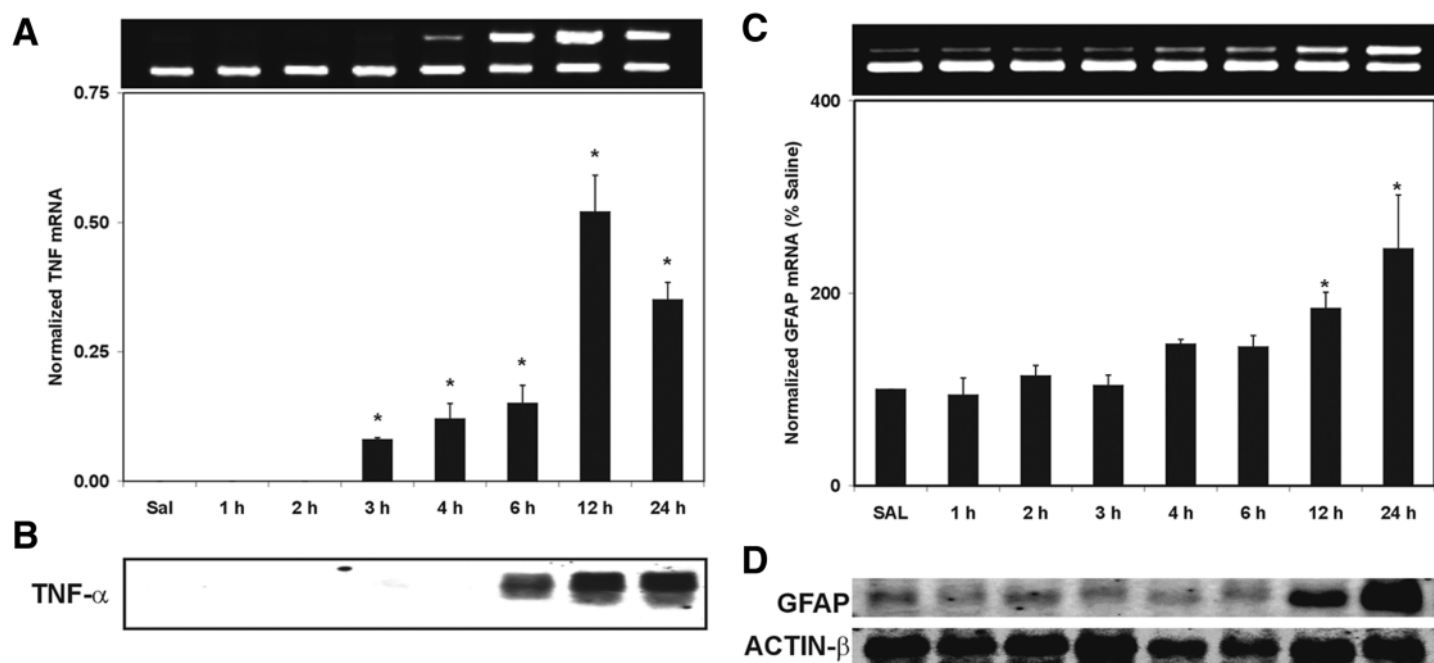 A
0.75
0.50
0.25
0.00
Normalized TNF mRNA
* * * * *
Sal 1 h 2 h 3 h 4 h 6 h 12 h 24 h
B
TNF-α
C
400
200
0
Normalized GFAP mRNA (% Saline)
* *
SAL 1 h 2 h 3 h 4 h 6 h 12 h 24 h
D
GFAP
ACTIN-β